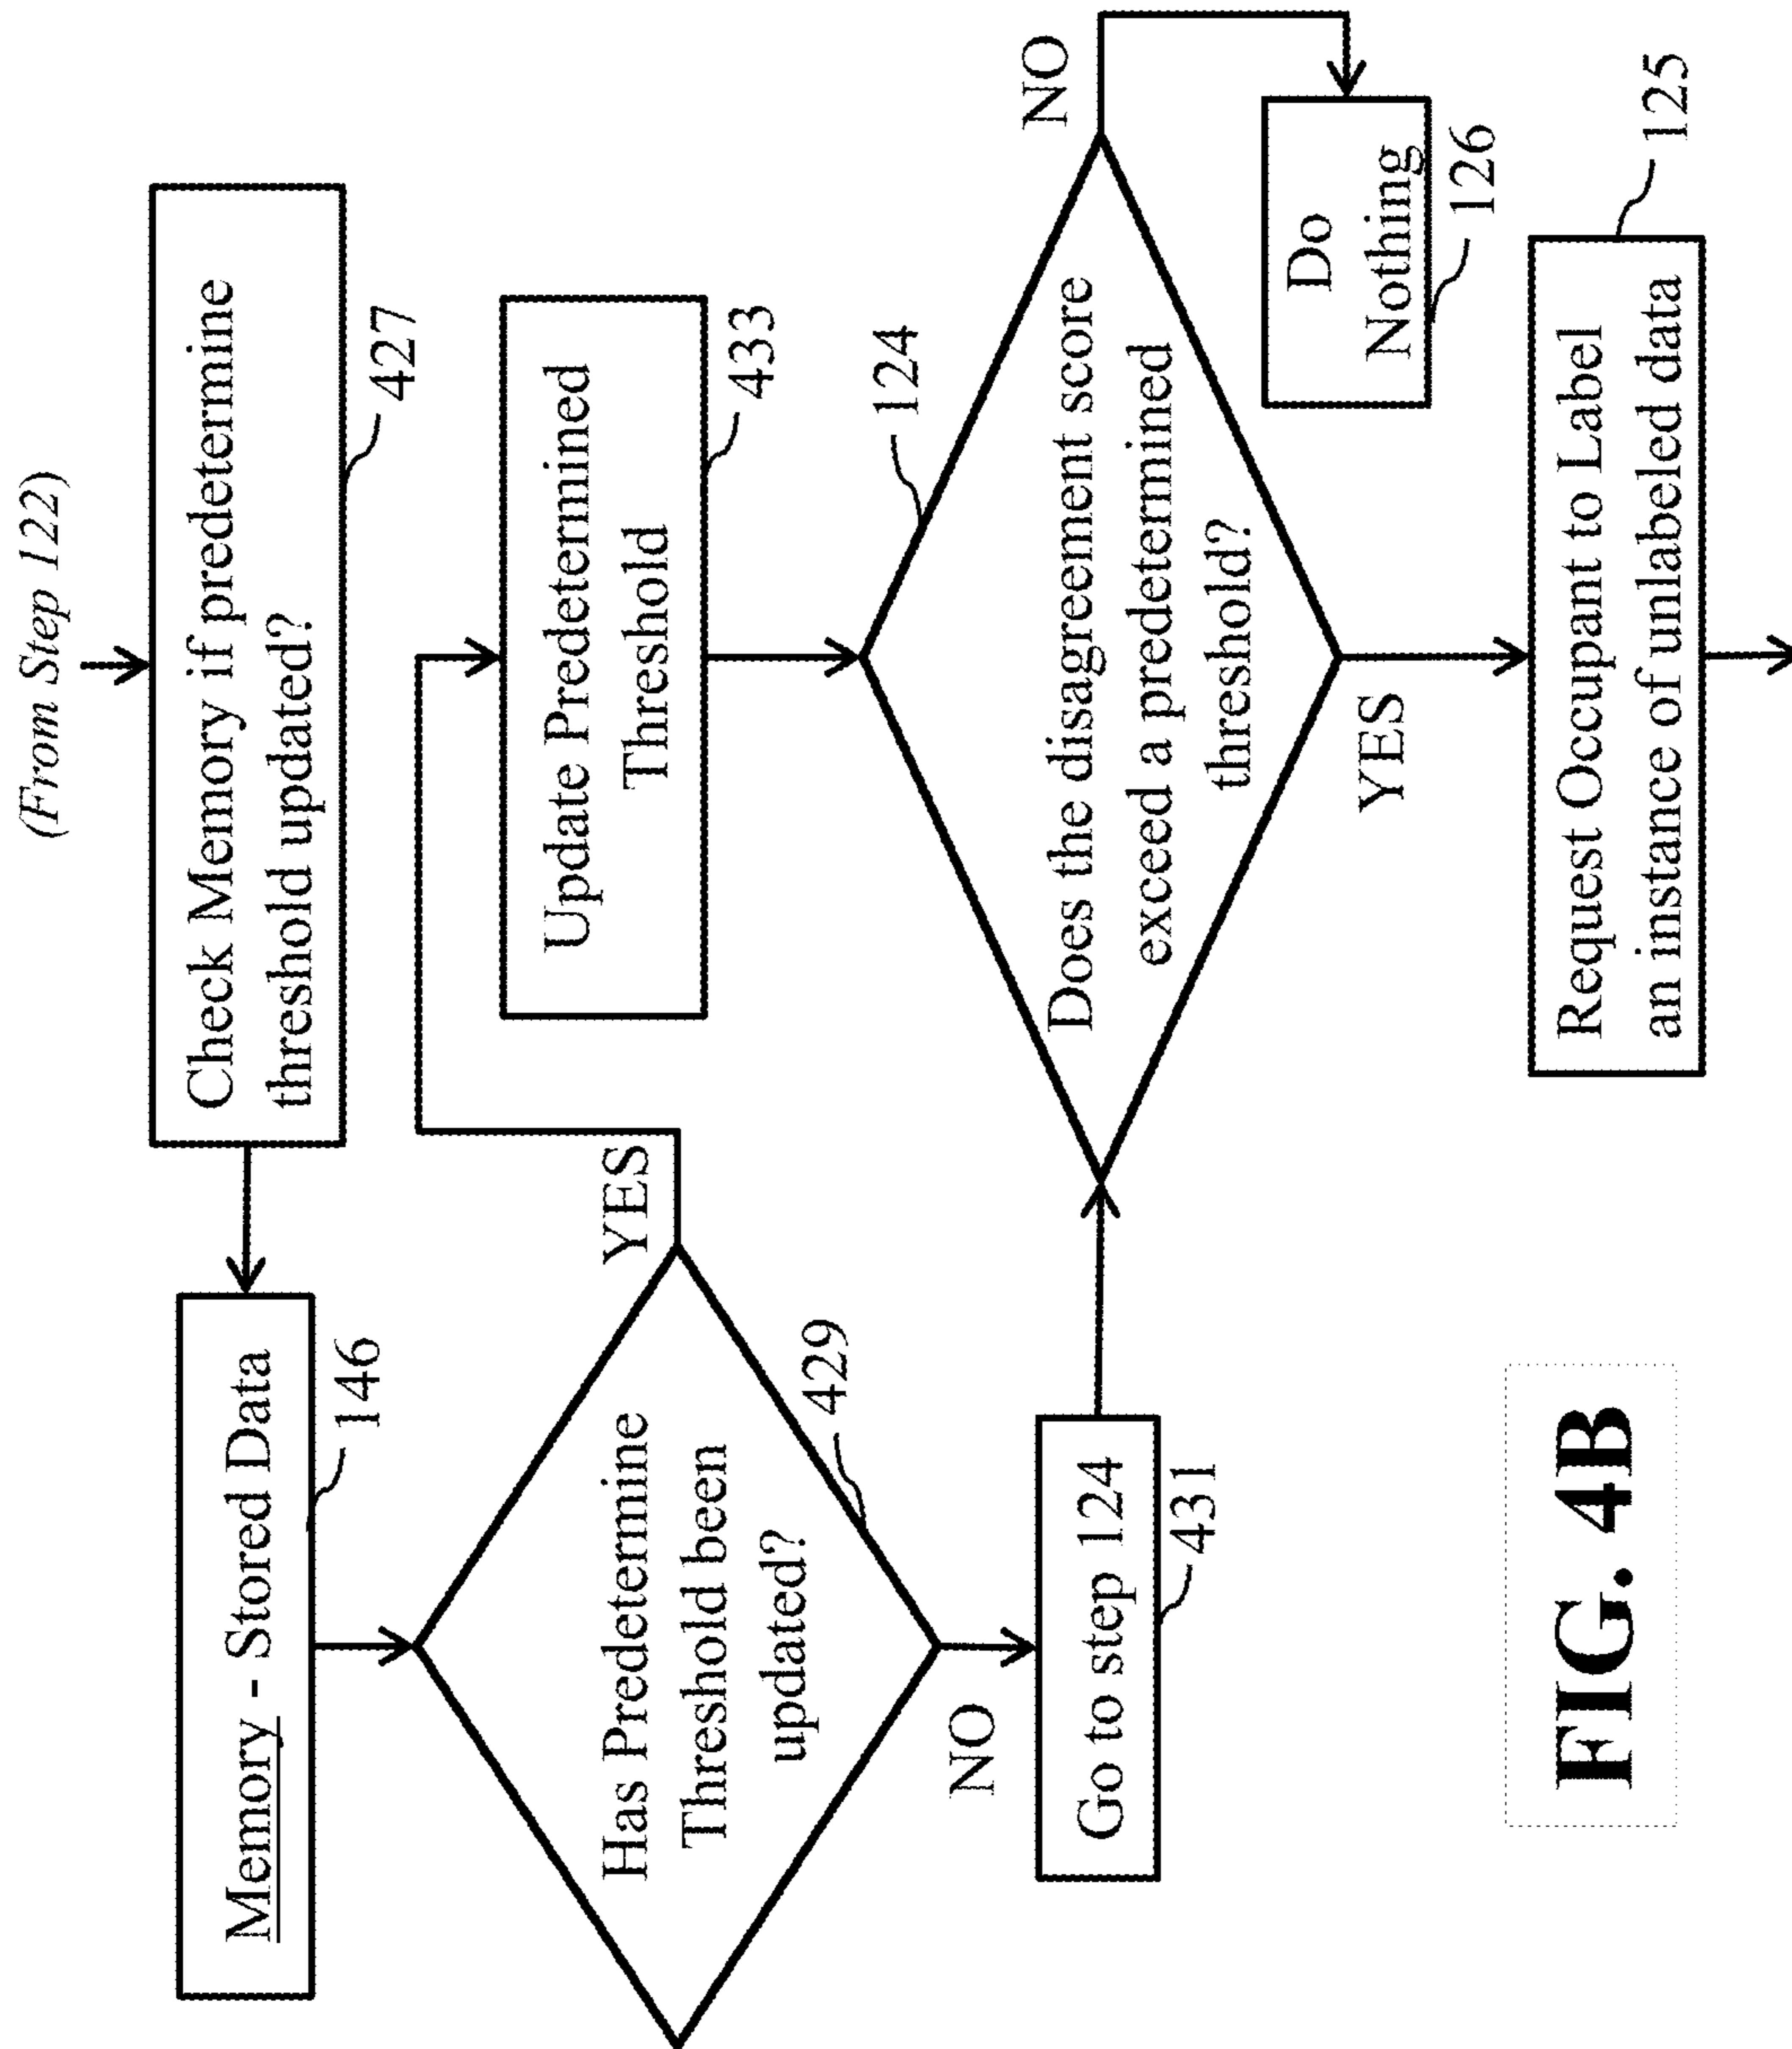 (From Step 122)
Check Memory if predetermine
threshold updated?
427
Memory - Stored Data
146
Has Predetermine
Threshold been
updated?
429
YES
NO
Go to step 124
431
Update Predetermined
Threshold
433
124
Does the disagreement score
exceed a predetermined
threshold?
NO
Do
Nothing
126
YES
Request Occupant to Label
an instance of unlabeled data
125
FIG. 4B